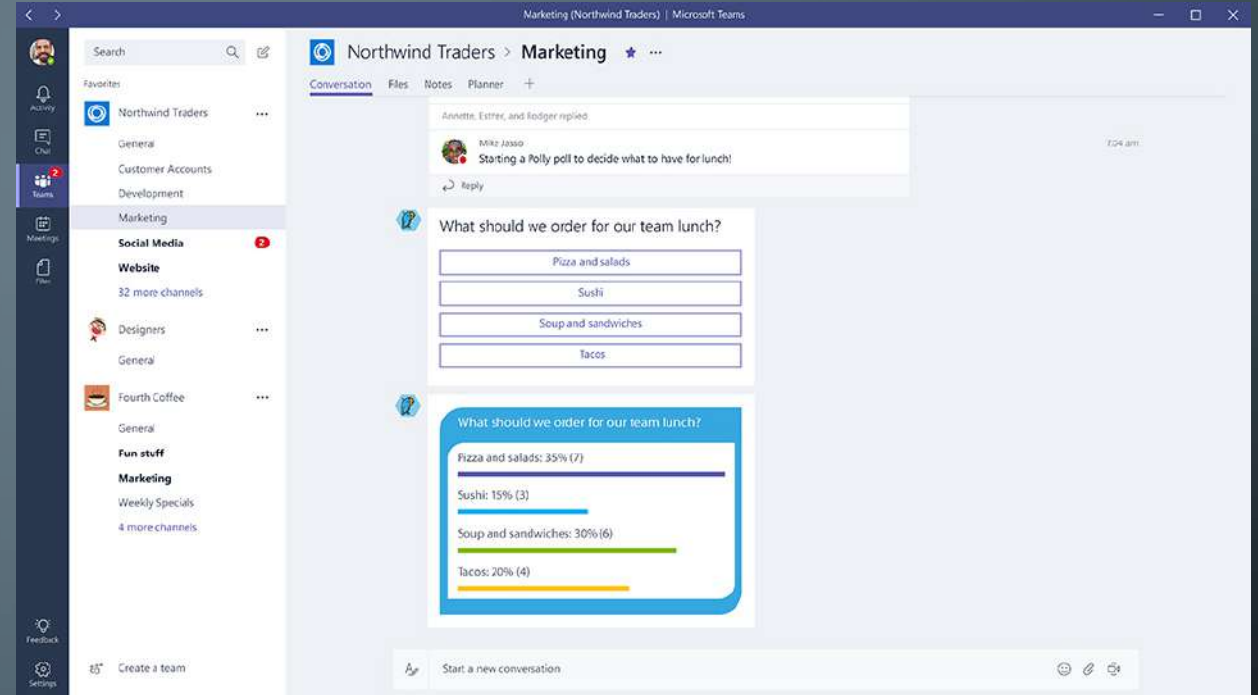 Marketing (Northwind Traders) | Microsoft Teams
Search
Northwind Traders > Marketing
Activity
Chat
2
Teams
Meetings
Files
Feedback
Settings
Favorites
Northwind Traders
General
Customer Accounts
Development
Marketing
Social Media 2
Website
32 more channels
Designers
General
Fourth Coffee
General
Fun stuff
Marketing
Weekly Specials
4 more channels
Create a team
Conversation Files Notes Planner
Annette, Esther, and Rodger replied
Mike Jasso
7:04 am
Starting a Polly poll to decide what to have for lunch!
Reply
What should we order for our team lunch?
Pizza and salads
Sushi
Soup and sandwiches
Tacos
What should we order for our team lunch?
Pizza and salads: 35% (7)
Sushi: 15% (3)
Soup and sandwiches: 30% (6)
Tacos: 20% (4)
Start a new conversation